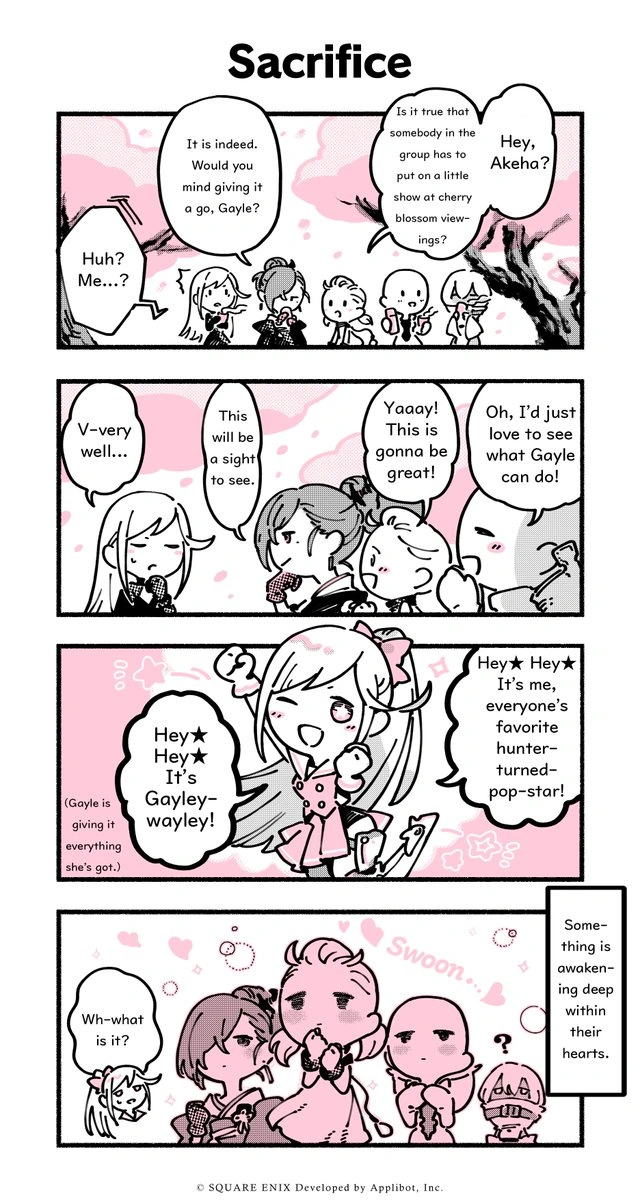 Sacrifice
Hey,
Akeha?
Is it true that
somebody in the
group has to
put on a little
show at cherry
blossom view-
ings?
It is indeed.
Would you
mind giving it
a go, Gayle?
Huh?
Me...?
Oh, I'd just
love to see
what Gayle
can do!
Yaaay!
This is
gonna be
great!
This
will be
a sight
to see.
V-very
well...
Hey★ Hey★
It's me,
everyone's
favorite
hunter-
turned-
pop-star!
Hey★
Hey★
It's
Gayley-
wayley!
(Gayle is
giving it
everything
she's got.)
Some-
thing is
awaken-
ing deep
within
their
hearts.
Swoon...
?
Wh-what
is it?
© SQUARE ENIX Developed by Applibot, Inc.